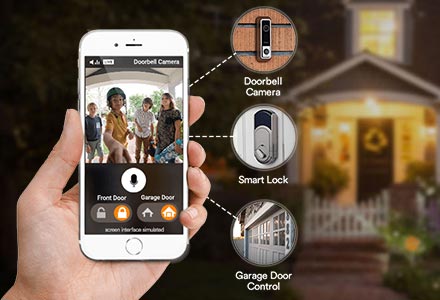 LIVE
Doorbell Camera
Front Door
Garage Door
screen interface simulated
Doorbell
Camera
Smart Lock
Garage Door
Control